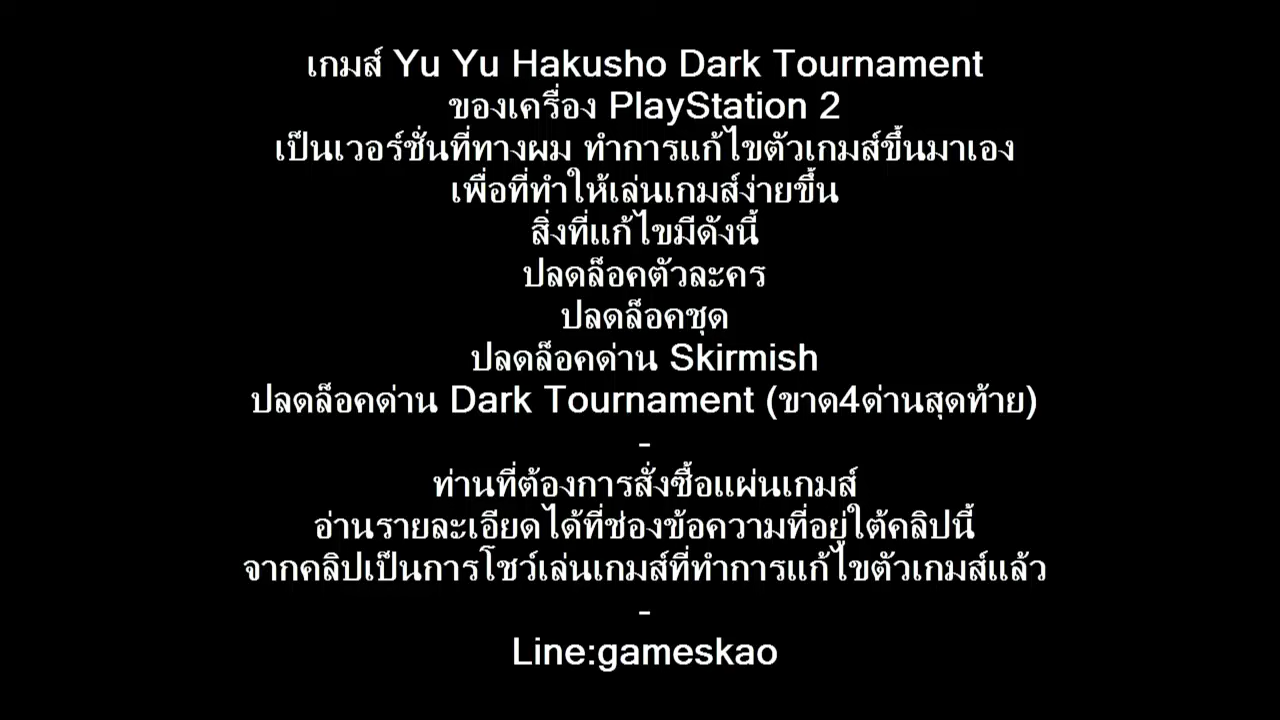 เกมส์ Yu Yu Hakusho Dark Tournament
ของเครื่อง PlayStation 2
เป็นเวอร์ชั่นที่ทางผม ทำการแก้ไขตัวเกมส์ขึ้นมาเอง
เพื่อที่ทำให้เล่นเกมส์ง่ายขึ้น
สิ่งที่แก้ไขมีดังนี้
ปลดล็อคตัวละคร
ปลดล็อคชุด
ปลดล็อคด่าน Skirmish
ปลดล็อคด่าน Dark Tournament (ขาด4ด่านสุดท้าย)
-
ท่านที่ต้องการสั่งซื้อแผ่นเกมส์
อ่านรายละเอียดได้ที่ช่องข้อความที่อยู่ใต้คลิปนี้
จากคลิปเป็นการโชว์เล่นเกมส์ที่ทำการแก้ไขตัวเกมส์แล้ว
-
Line:gameskao